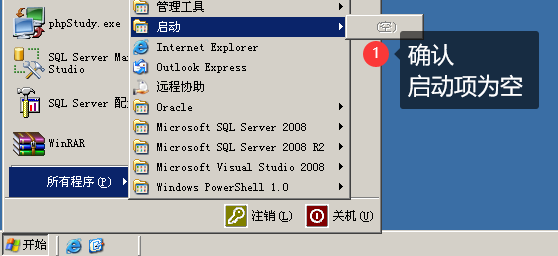 phpStudy.exe
SQL Server Ma
Studio
SQL Server 配
WinRAR
所有程序(P)
管理工具
启动
(空)
Internet Explorer
Outlook Express
远程协助
Oracle
Microsoft SQL Server 2008
Microsoft SQL Server 2008 R2
Microsoft Visual Studio 2008
Windows PowerShell 1.0
1
确认
启动项为空
注销(L)
关机(U)
开始